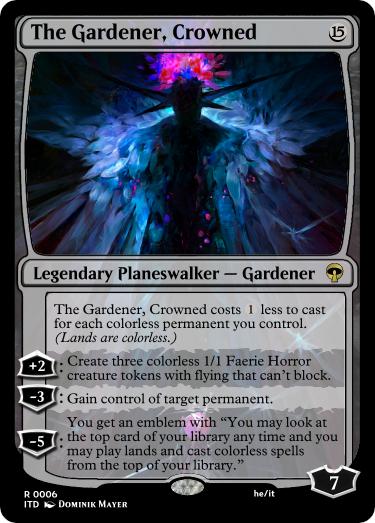 The Gardener, Crowned 15
Legendary Planeswalker — Gardener
The Gardener, Crowned costs 1 less to cast
for each colorless permanent you control.
(Lands are colorless.)
+2: Create three colorless 1/1 Faerie Horror
creature tokens with flying that can't block.
-3: Gain control of target permanent.
You get an emblem with “You may look at
-5: the top card of your library any time and you
may play lands and cast colorless spells
from the top of your library.”
7
R 0006 he/it
ITD Dominik Mayer